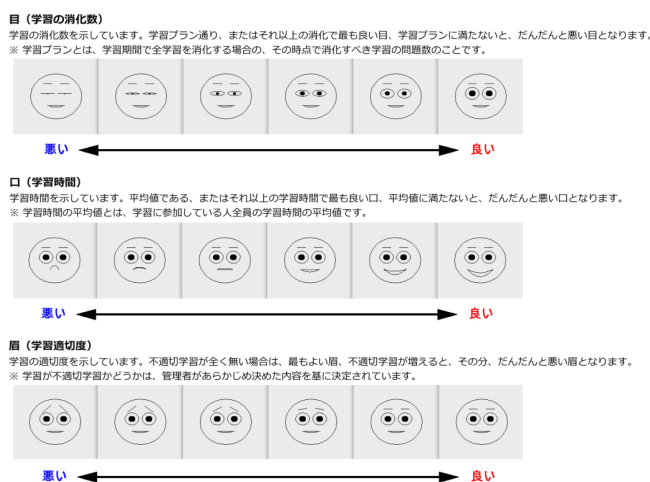 目（学習の消化数）
学習の消化数を示しています。学習プラン通り、またはそれ以上の消化で最も良い目、学習プランに満たないと、だんだんと悪い目となります。
※ 学習プランとは、学習期間で全学習を消化する場合の、その時点で消化すべき学習の問題数のことです。
悪い 良い
口（学習時間）
学習時間を示しています。平均値である、またはそれ以上の学習時間で最も良い口、平均値に満たないと、だんだんと悪い口となります。
※ 学習時間の平均値とは、学習に参加している人全員の学習時間の平均値です。
悪い 良い
眉（学習適切度）
学習の適切度を示しています。不適切学習が全く無い場合は、最もよい眉、不適切学習が増えると、その分、だんだんと悪い眉となります。
※ 学習が不適切学習かどうかは、管理者があらかじめ決めた内容を基に決定されています。
悪い 良い